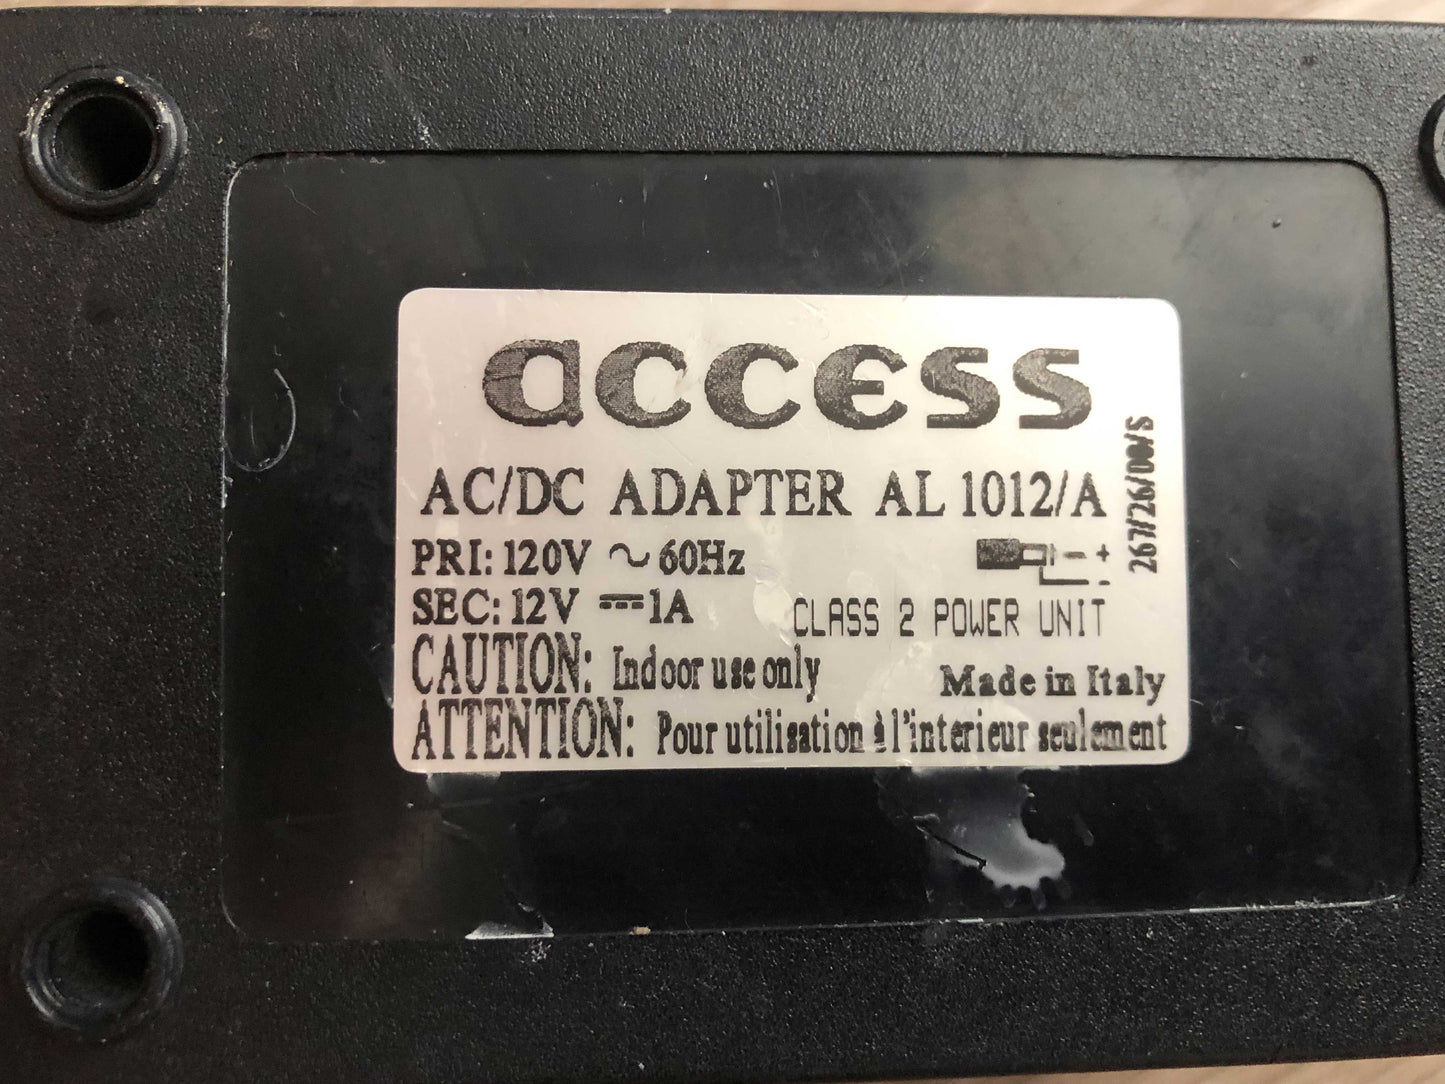 access
AC/DC ADAPTER AL 1012/A
PRI: 120V ~ 60Hz
- +
-
SEC: 12V ⎓ 1A
CLASS 2 POWER UNIT
CAUTION: Indoor use only
Made in Italy
ATTENTION: Pour utilisation à l'interieur seulement
267/26/00/S